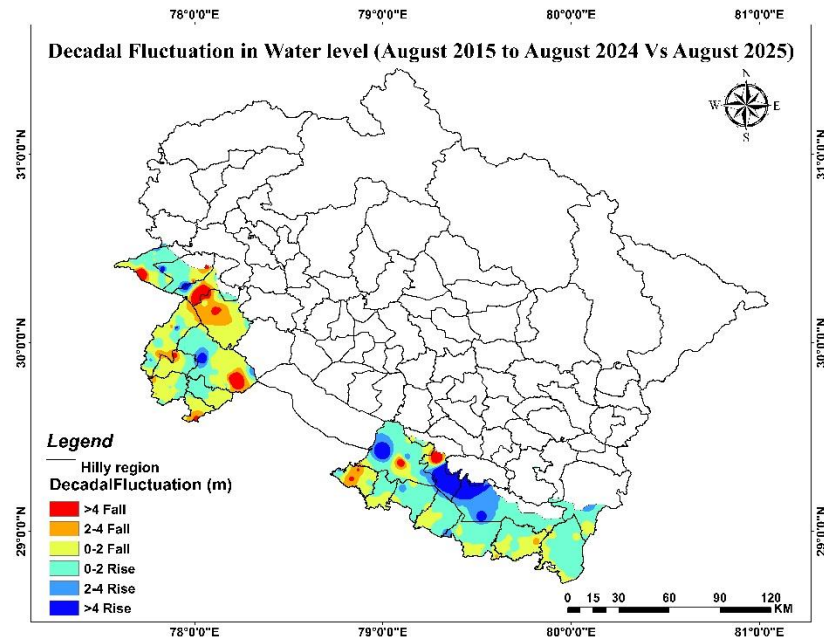 78°0'0"E 79°0'0"E 80°0'0"E 81°0'0"E
Decadal Fluctuation in Water level (August 2015 to August 2024 Vs August 2025)
N
W E
S
31°0'0"N 31°0'0"N
30°0'0"N 30°0'0"N
29°0'0"N 29°0'0"N
Legend
Hilly region
DecadalFluctuation (m)
>4 Fall
2-4 Fall
0-2 Fall
0-2 Rise
2-4 Rise
>4 Rise
0 15 30 60 90 120
KM
78°0'0"E 79°0'0"E 80°0'0"E 81°0'0"E